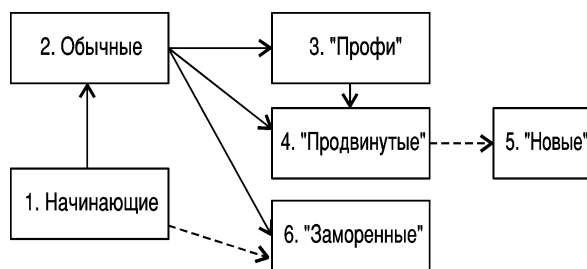 2. Обычные
3. "Профи"
4. "Продвинутые"
5. "Новые"
1. Начинающие
6. "Заморенные"